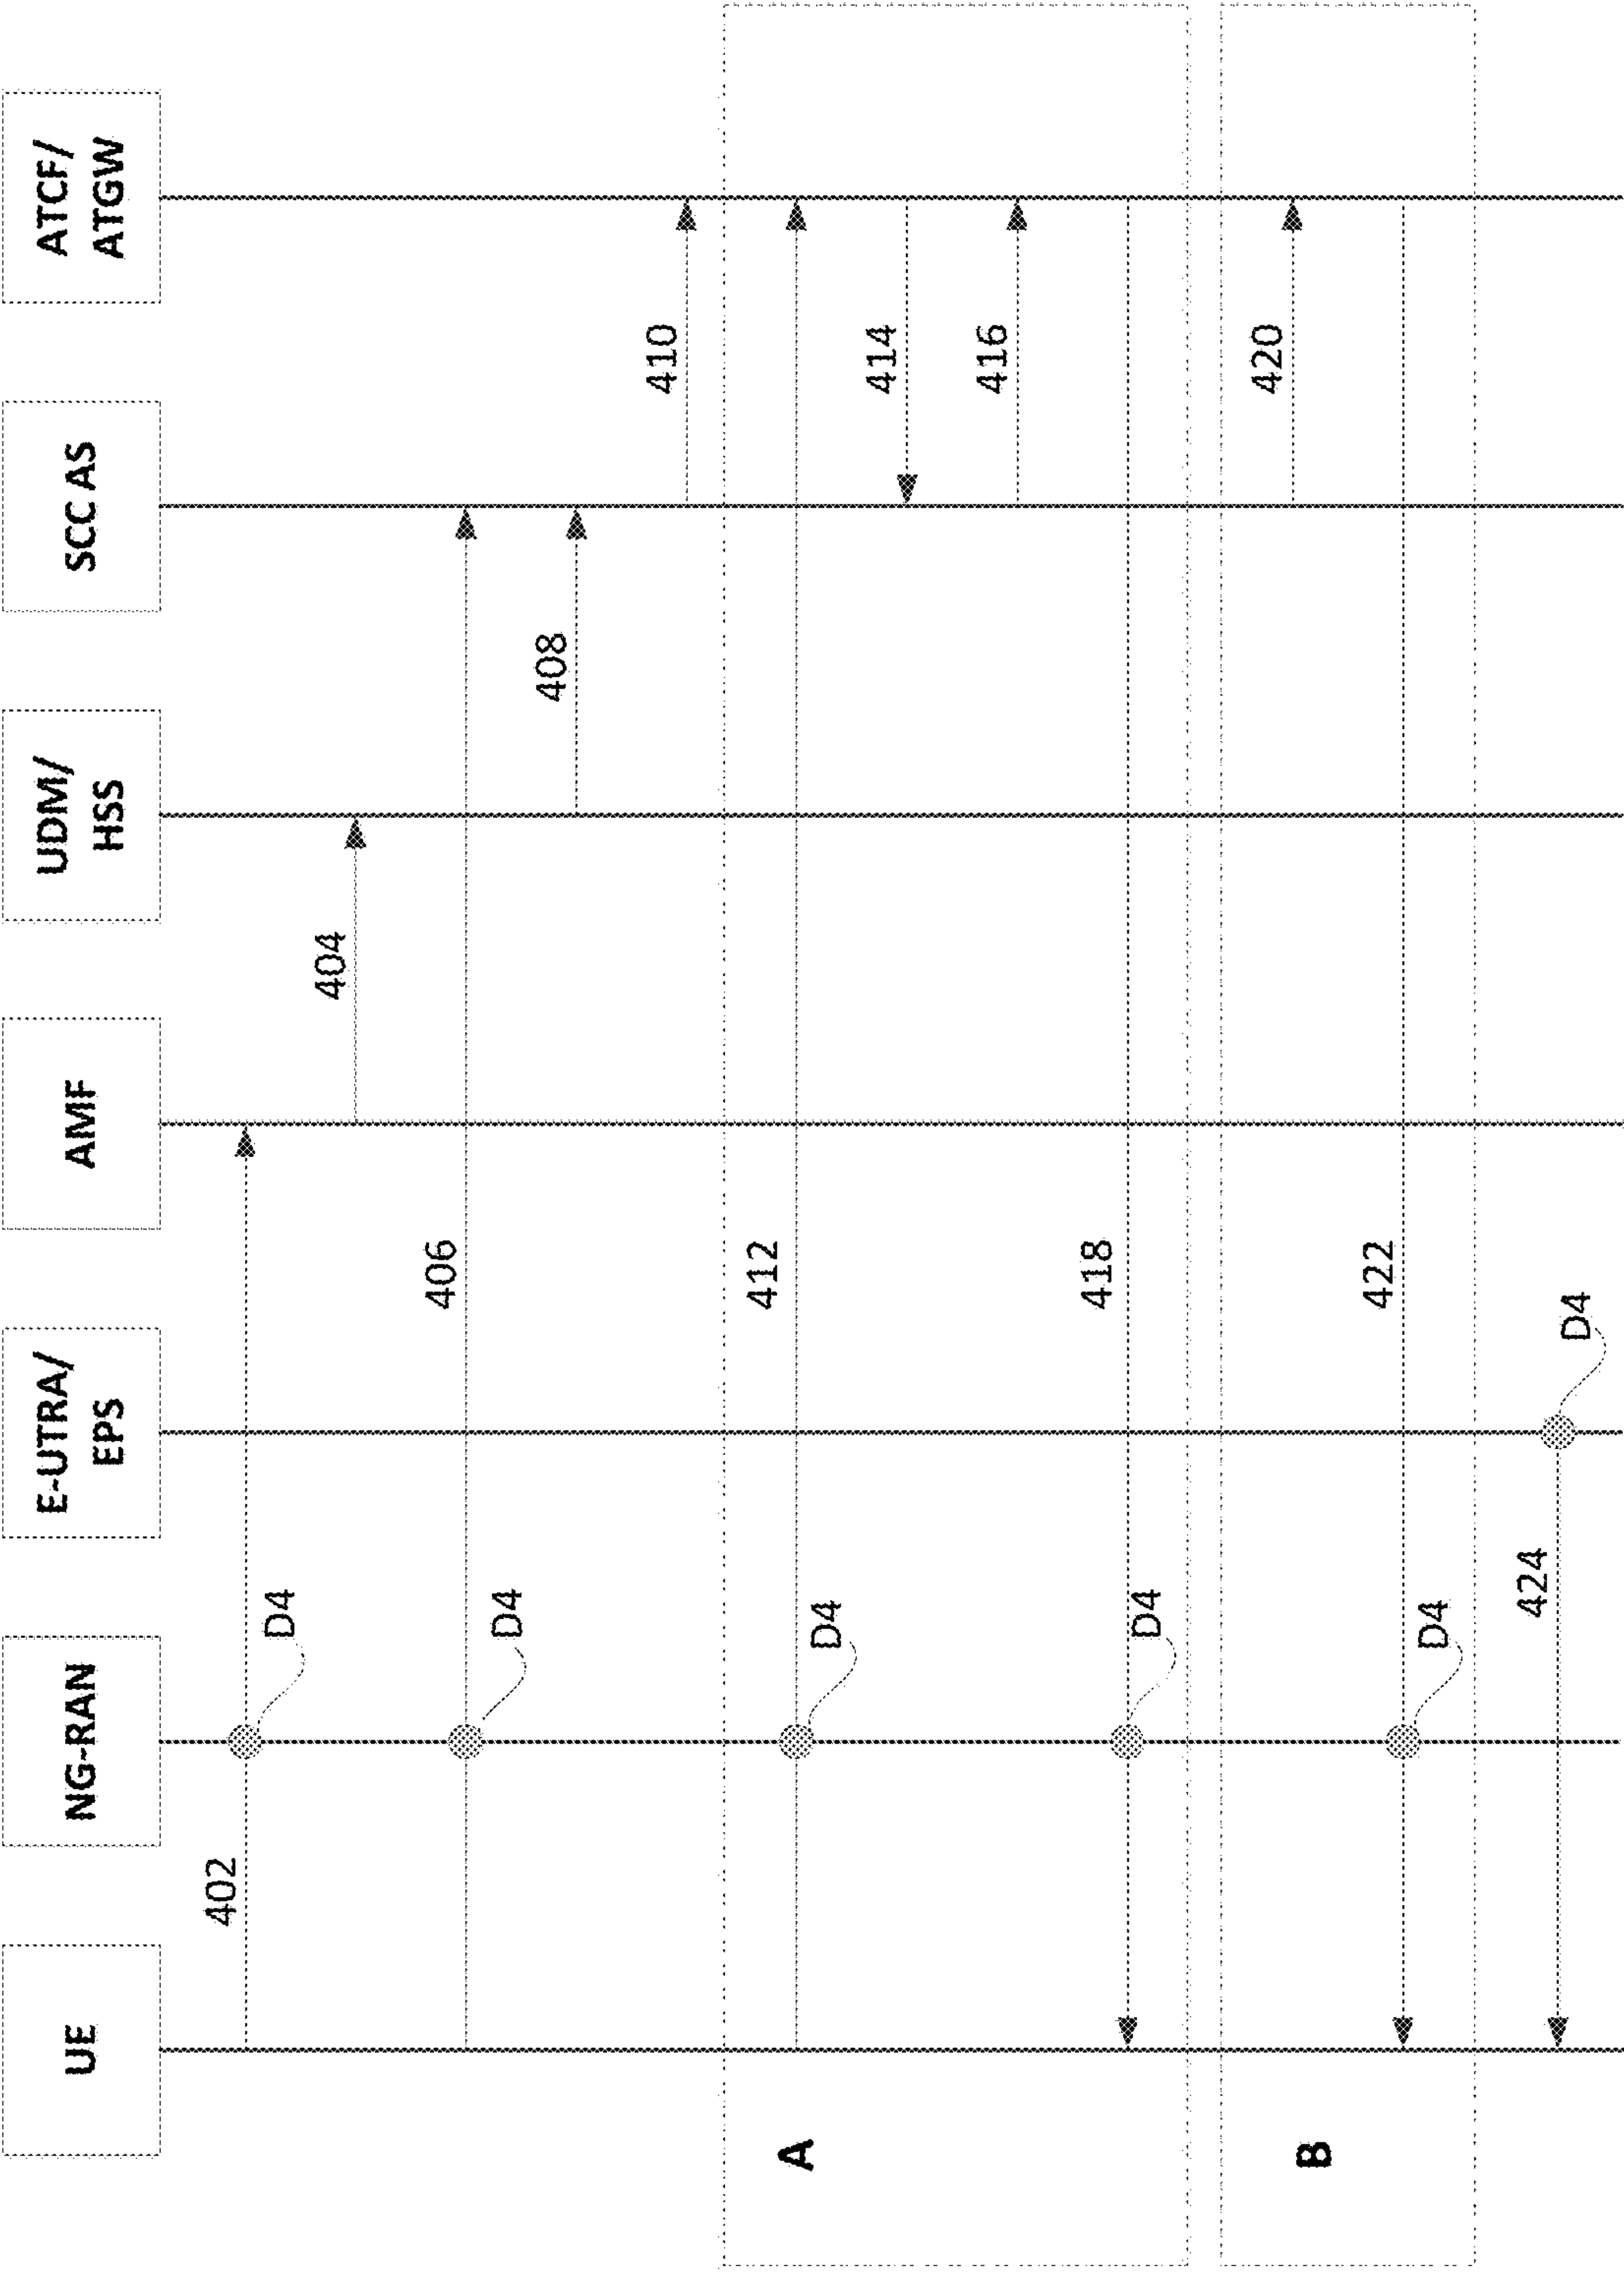 UE
NG-RAN
E-UTRA/
EPS
AMF
UDM/
HSS
SCC AS
ATCF/
ATGW
402
D4
404
406
D4
408
410
A
412
D4
414
416
418
D4
B
420
422
D4
424
D4